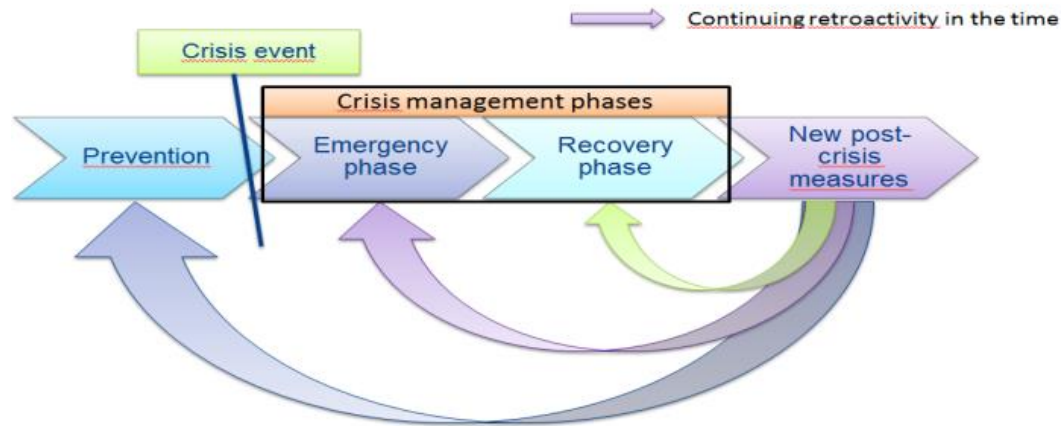 Continuing retroactivity in the time
Crisis event
Crisis management phases
Prevention
Emergency
phase
Recovery
phase
New post-
crisis
measures